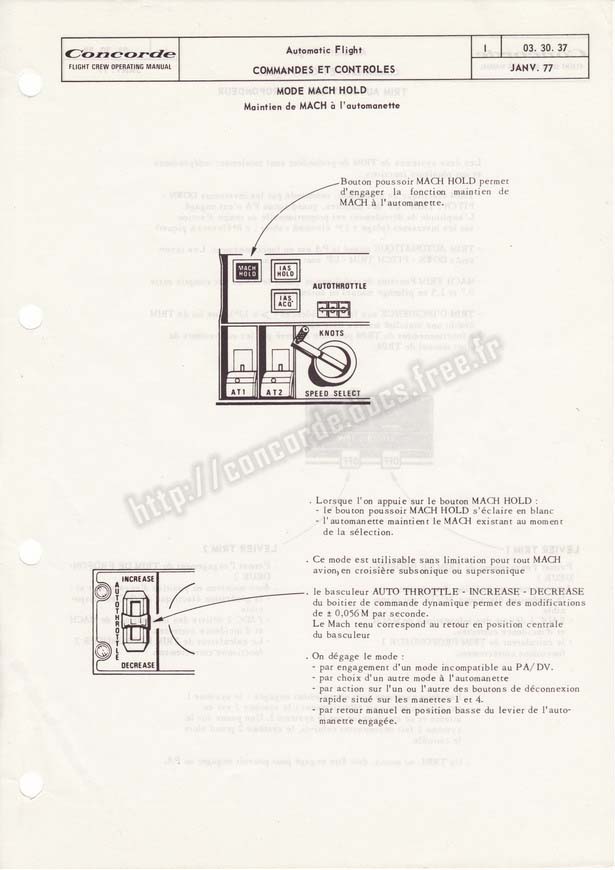 Concorde
FLIGHT CREW OPERATING MANUAL
Automatic Flight
COMMANDES ET CONTROLES
1
03. 30. 37
JANV. 77
MODE MACH HOLD
Maintien de MACH à l'automanette
Bouton poussoir MACH HOLD permet
d'engager la fonction maintien de
MACH à l'automanette.
MACH
HOLD
IAS
HOLD
AUTOTHROTTLE
IAS
ACQ
KNOTS
AT1
AT2
SPEED SELECT
http://concorde.docs.free.fr
. Lorsque l'on appuie sur le bouton MACH HOLD :
- le bouton poussoir MACH HOLD s'éclaire en blanc
- l'automanette maintient le MACH existant au moment
de la sélection.
. Ce mode est utilisable sans limitation pour tout MACH
avion, en croisière subsonique ou supersonique
. le basculeur AUTO THROTTLE - INCREASE - DECREASE
du boitier de commande dynamique permet des modifications
de ± 0,056 M par seconde.
Le Mach tenu correspond au retour en position centrale
du basculeur
. On dégage le mode :
- par engagement d'un mode incompatible au PA/DV.
- par choix d'un autre mode à l'automanette
- par action sur l'un ou l'autre des boutons de déconnexion
rapide situé sur les manettes 1 et 4.
- par retour manuel en position basse du levier de l'auto-
manette engagée.
INCREASE
AUTOTHROTTLE
DECREASE